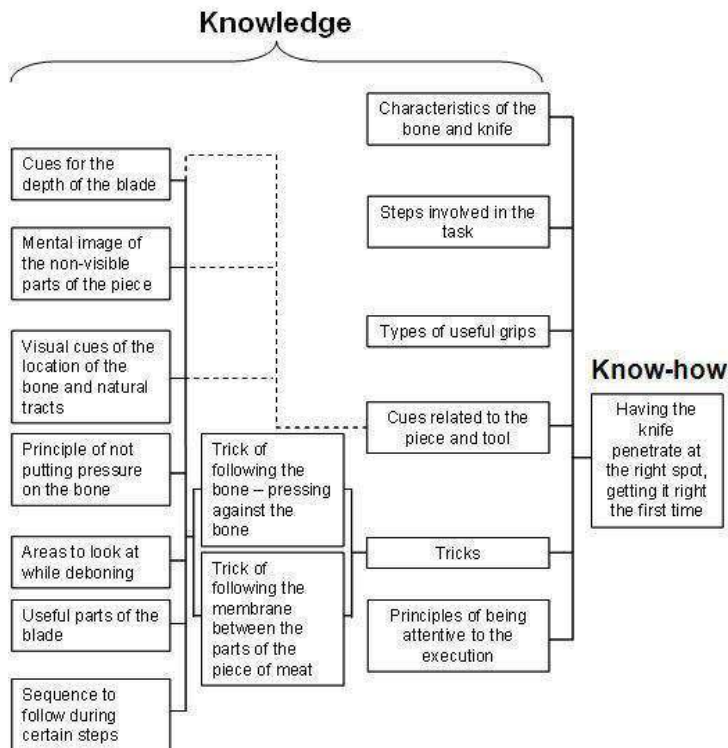 Knowledge
Cues for the
depth of the blade
Mental image of
the non-visible
parts of the piece
Visual cues of the
location of the
bone and natural
tracts
Principle of not
putting pressure
on the bone
Areas to look at
while deboning
Useful parts of the
blade
Sequence to
follow during
certain steps
Trick of
following the
bone – pressing
against the
bone
Trick of
following the
membrane
between the
parts of the
piece of meat
Characteristics of the
bone and knife
Steps involved in the
task
Types of useful grips
Cues related to the
piece and tool
Tricks
Principles of being
attentive to the
execution
Know-how
Having the
knife
penetrate at
the right spot,
getting it right
the first time